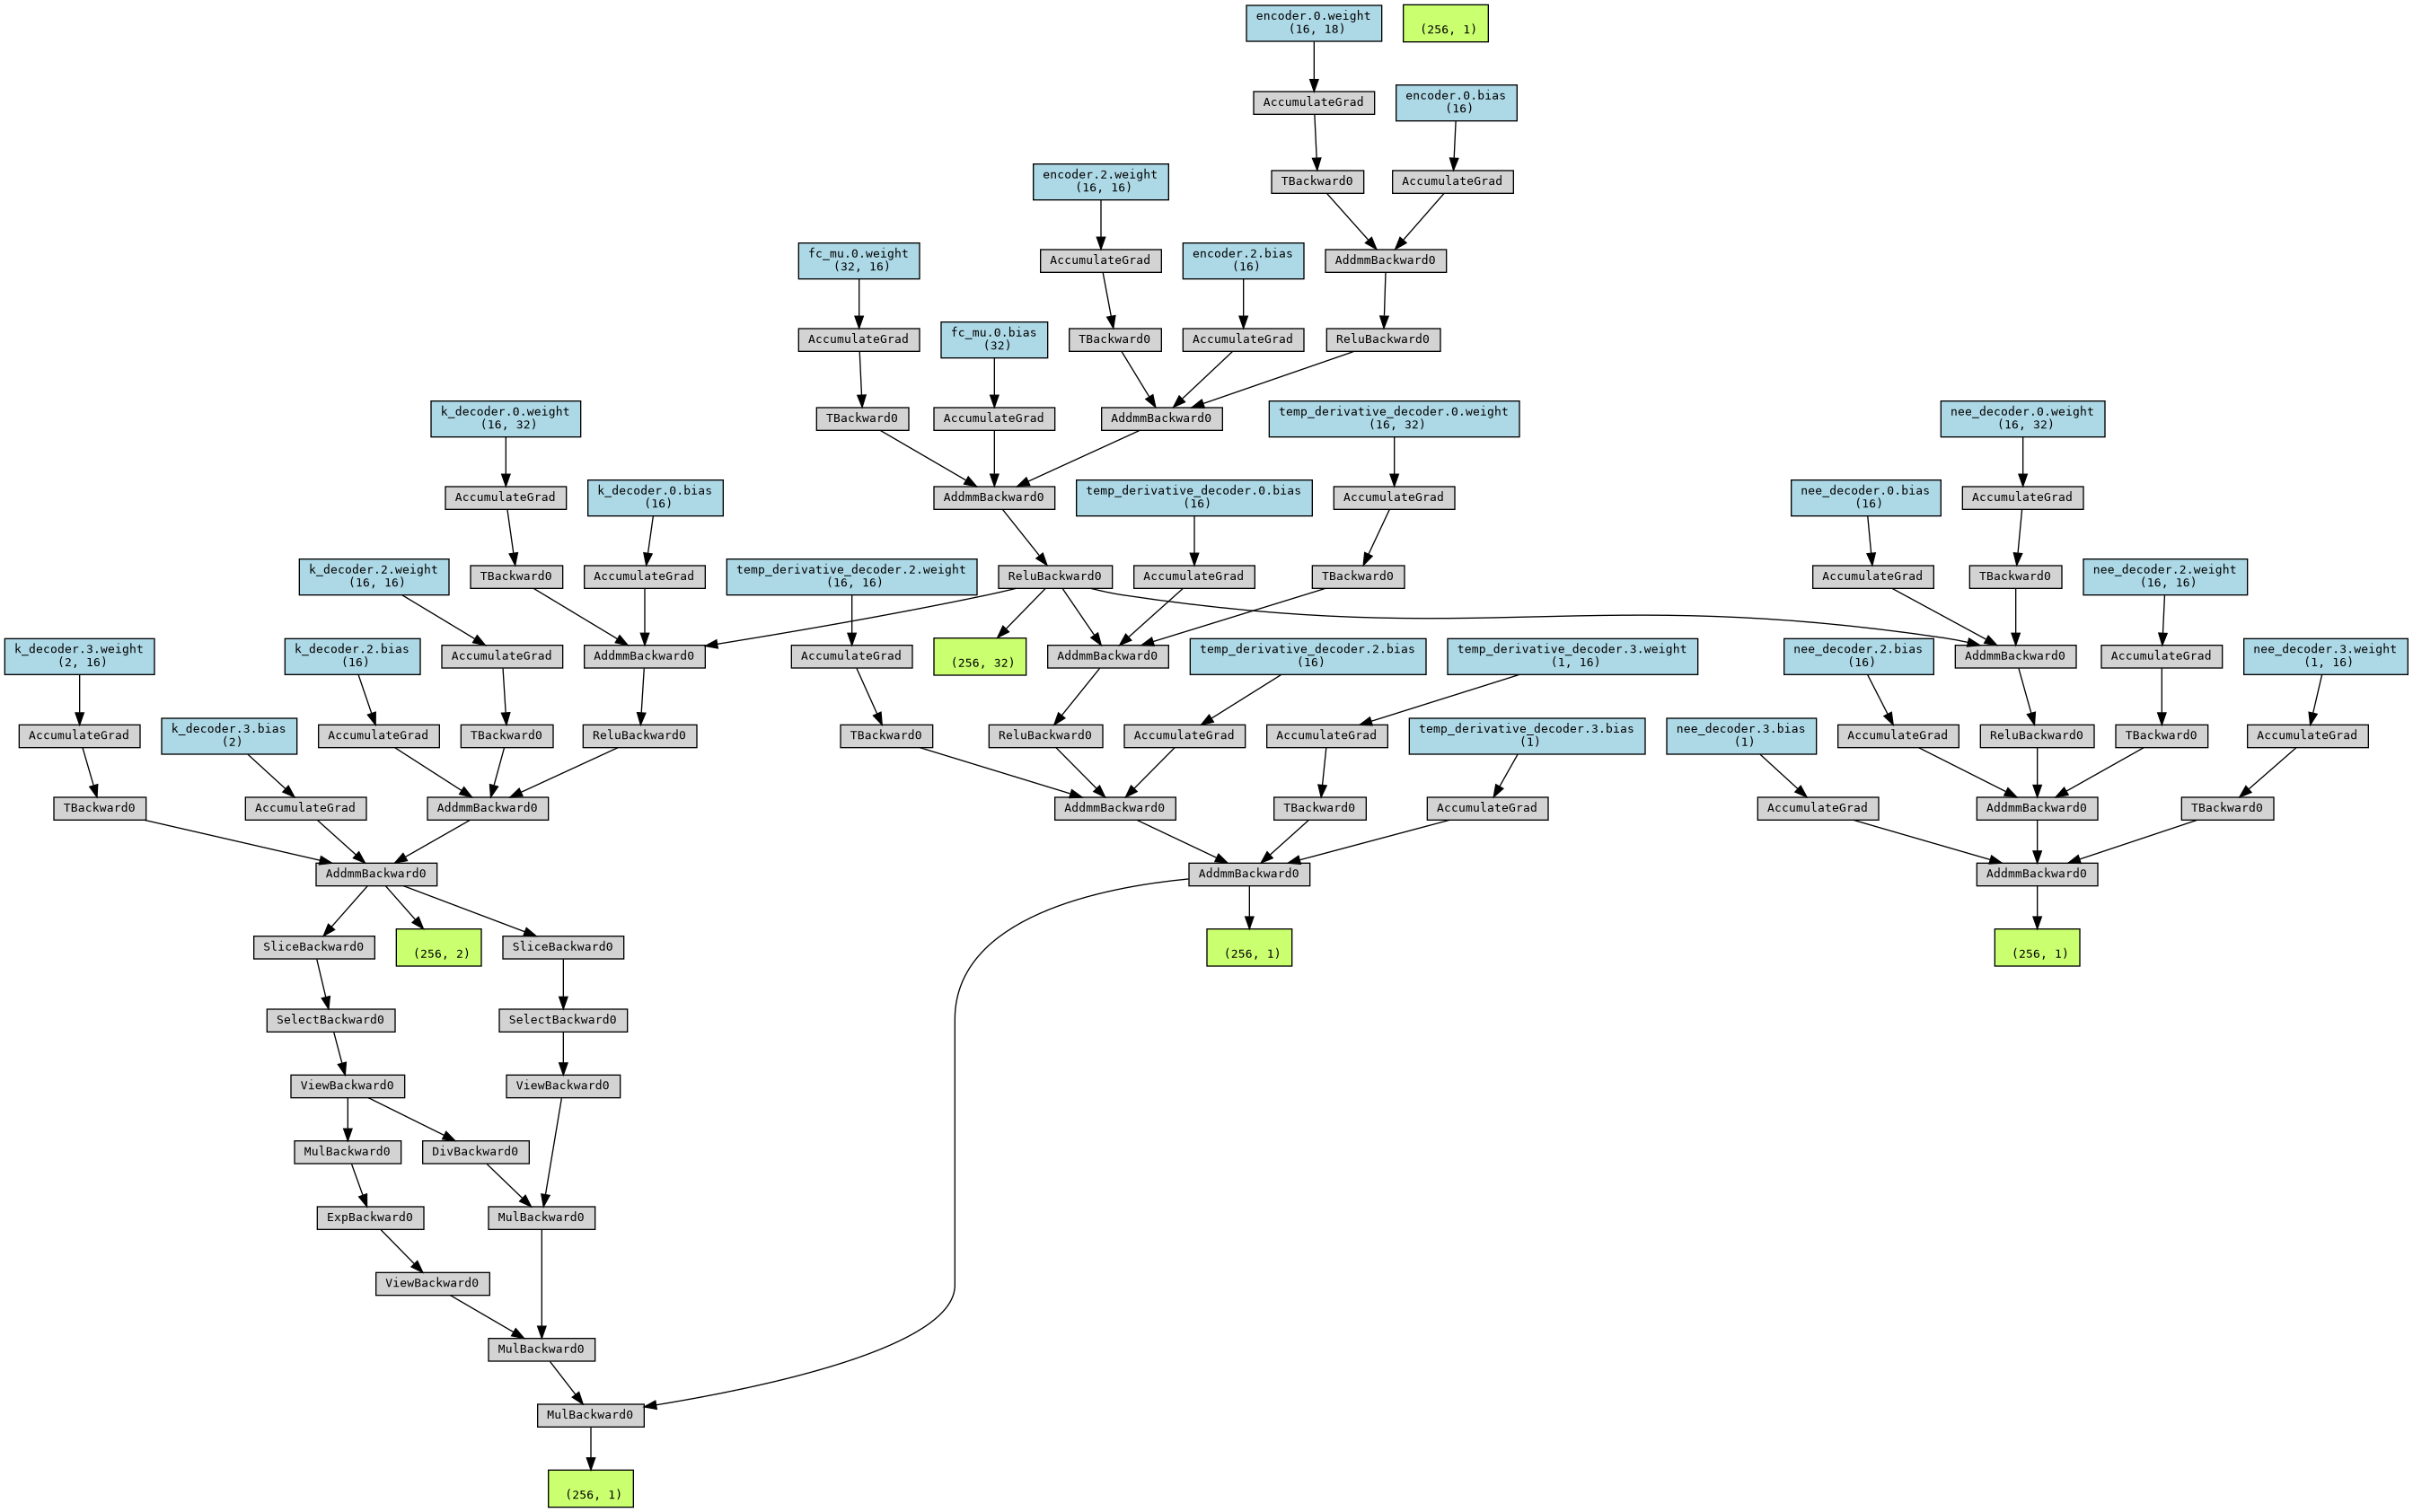 encoder.0.weight
(16, 18)
(256, 1)
AccumulateGrad
encoder.0.bias
(16)
TBackward0
AccumulateGrad
encoder.2.weight
(16, 16)
fc_mu.0.weight
(32, 16)
AccumulateGrad
encoder.2.bias
(16)
AddmmBackward0
AccumulateGrad
fc_mu.0.bias
(32)
TBackward0
AccumulateGrad
ReluBackward0
k_decoder.0.weight
(16, 32)
TBackward0
AccumulateGrad
AddmmBackward0
temp_derivative_decoder.0.weight
(16, 32)
nee_decoder.0.weight
(16, 32)
AccumulateGrad
k_decoder.0.bias
(16)
AddmmBackward0
temp_derivative_decoder.0.bias
(16)
AccumulateGrad
nee_decoder.0.bias
(16)
AccumulateGrad
k_decoder.2.weight
(16, 16)
TBackward0
AccumulateGrad
temp_derivative_decoder.2.weight
(16, 16)
ReluBackward0
AccumulateGrad
TBackward0
AccumulateGrad
TBackward0
nee_decoder.2.weight
(16, 16)
k_decoder.3.weight
(2, 16)
k_decoder.2.bias
(16)
AccumulateGrad
AddmmBackward0
AccumulateGrad
(256, 32)
AddmmBackward0
temp_derivative_decoder.2.bias
(16)
temp_derivative_decoder.3.weight
(1, 16)
nee_decoder.2.bias
(16)
AddmmBackward0
AccumulateGrad
nee_decoder.3.weight
(1, 16)
AccumulateGrad
k_decoder.3.bias
(2)
AccumulateGrad
TBackward0
ReluBackward0
TBackward0
ReluBackward0
AccumulateGrad
AccumulateGrad
temp_derivative_decoder.3.bias
(1)
nee_decoder.3.bias
(1)
AccumulateGrad
ReluBackward0
TBackward0
AccumulateGrad
TBackward0
AccumulateGrad
AddmmBackward0
AddmmBackward0
TBackward0
AccumulateGrad
AccumulateGrad
AddmmBackward0
TBackward0
AddmmBackward0
AddmmBackward0
AddmmBackward0
SliceBackward0
(256, 2)
SliceBackward0
(256, 1)
(256, 1)
SelectBackward0
SelectBackward0
ViewBackward0
ViewBackward0
MulBackward0
DivBackward0
ExpBackward0
MulBackward0
ViewBackward0
MulBackward0
MulBackward0
(256, 1)